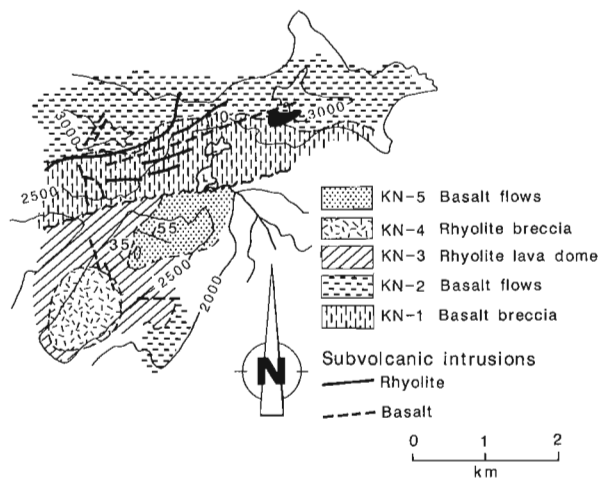 3000
3000
10
2500
55
35
2500
2000
KN-5 Basalt flows
KN-4 Rhyolite breccia
KN-3 Rhyolite lava dome
KN-2 Basalt flows
KN-1 Basalt breccia
Subvolcanic intrusions
Rhyolite
Basalt
N
0 1 2
km